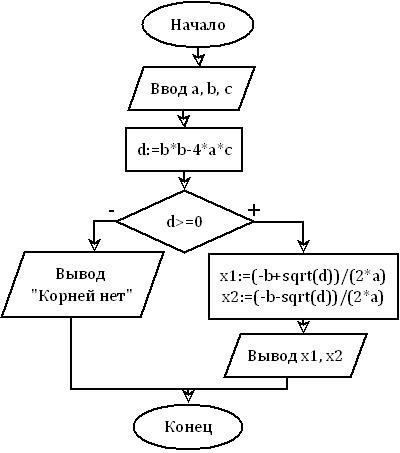 Начало
Ввод a, b, c
d:=b*b-4*a*c
d>=0
-
+
Вывод
"Корней нет"
x1:=(-b+sqrt(d))/(2*a)
x2:=(-b-sqrt(d))/(2*a)
Вывод x1, x2
Конец